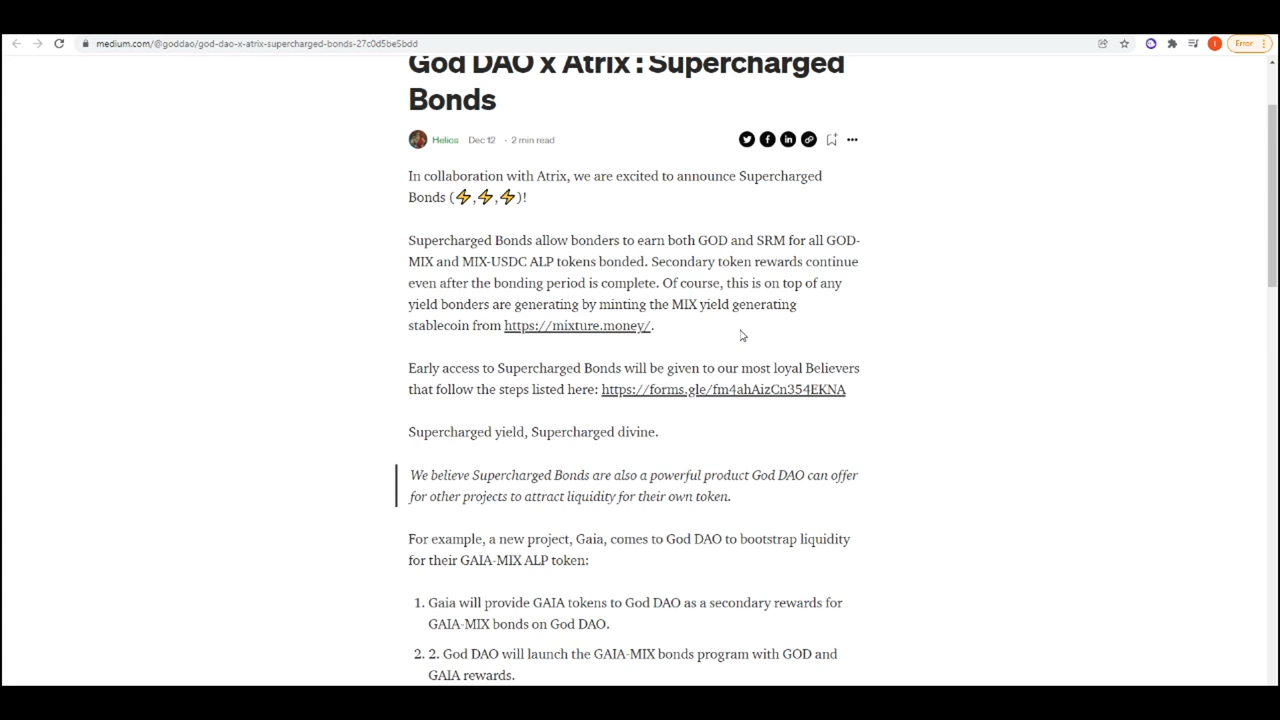 medium.com/@goddao/god-dao-x-atrix-supercharged-bonds-27c0d5be5bdd
Error
God DAO x Atrix : Supercharged
Bonds
Helios Dec 12 · 2 min read
In collaboration with Atrix, we are excited to announce Supercharged
Bonds (⚡,⚡,⚡)!
Supercharged Bonds allow bonders to earn both GOD and SRM for all GOD-
MIX and MIX-USDC ALP tokens bonded. Secondary token rewards continue
even after the bonding period is complete. Of course, this is on top of any
yield bonders are generating by minting the MIX yield generating
stablecoin from https://mixture.money/.
Early access to Supercharged Bonds will be given to our most loyal Believers
that follow the steps listed here: https://forms.gle/fm4ahAizCn354EKNA
Supercharged yield, Supercharged divine.
We believe Supercharged Bonds are also a powerful product God DAO can offer
for other projects to attract liquidity for their own token.
For example, a new project, Gaia, comes to God DAO to bootstrap liquidity
for their GAIA-MIX ALP token:
1. Gaia will provide GAIA tokens to God DAO as a secondary rewards for
GAIA-MIX bonds on God DAO.
2. 2. God DAO will launch the GAIA-MIX bonds program with GOD and
GAIA rewards.